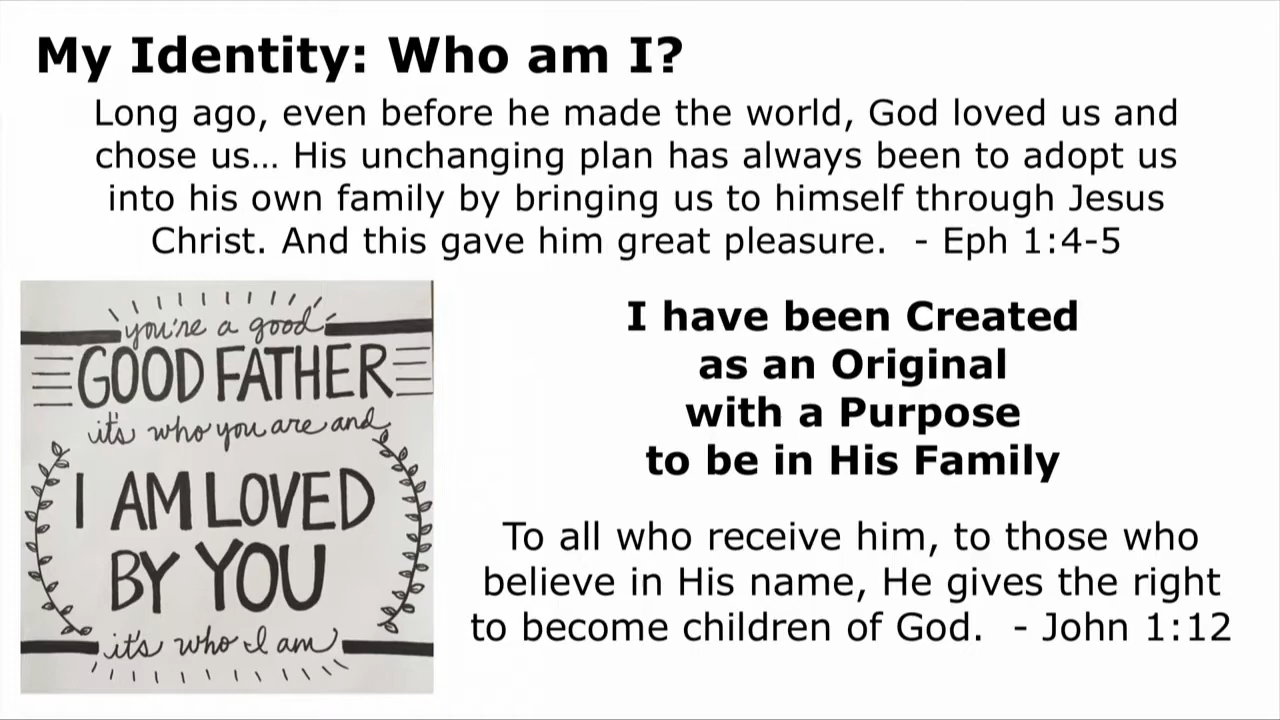 My Identity: Who am I?
Long ago, even before he made the world, God loved us and
chose us... His unchanging plan has always been to adopt us
into his own family by bringing us to himself through Jesus
Christ. And this gave him great pleasure.  - Eph 1:4-5
you're a good
GOOD FATHER
it's who you are and
I AM LOVED
BY YOU
it's who I am
I have been Created
as an Original
with a Purpose
to be in His Family
To all who receive him, to those who
believe in His name, He gives the right
to become children of God.  - John 1:12